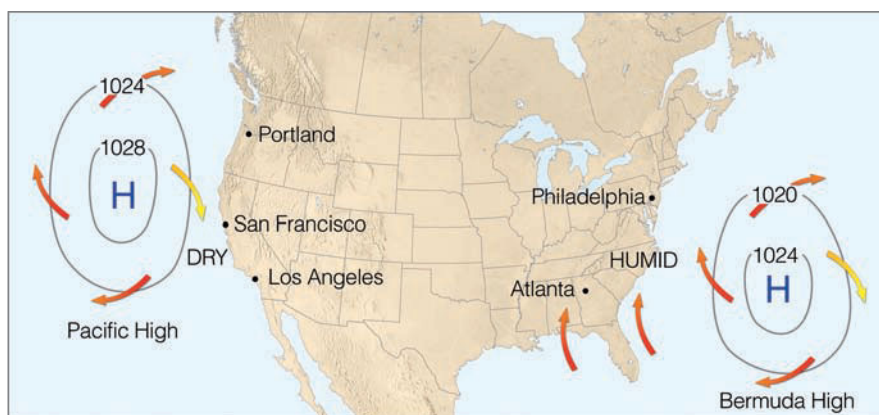 1024
1028
H
Pacific High
Portland
San Francisco
DRY
Los Angeles
Philadelphia
HUMID
Atlanta
1020
1024
H
Bermuda High